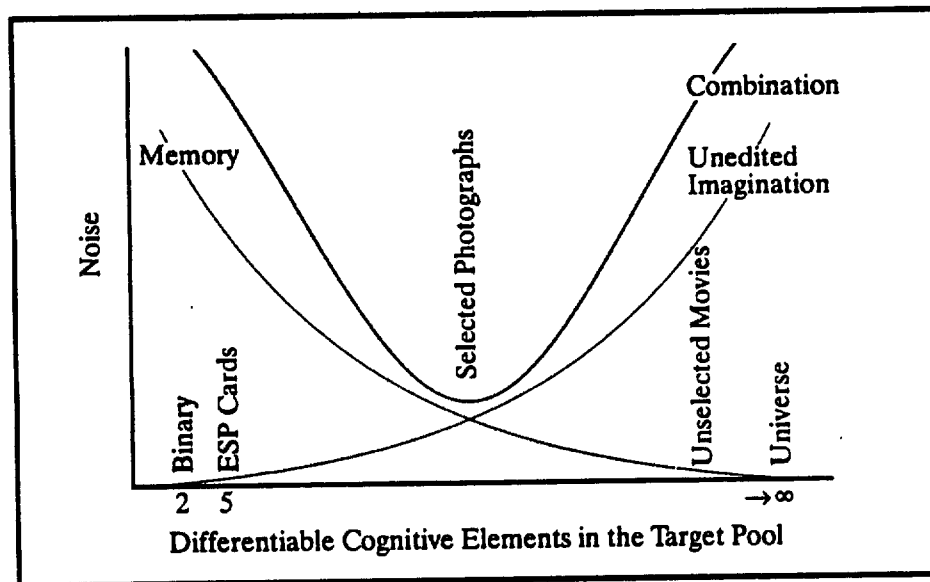 Noise
Memory
Combination
Unedited
Imagination
Binary
ESP Cards
Selected Photographs
Unselected Movies
Universe
2
5
→∞
Differentiable Cognitive Elements in the Target Pool